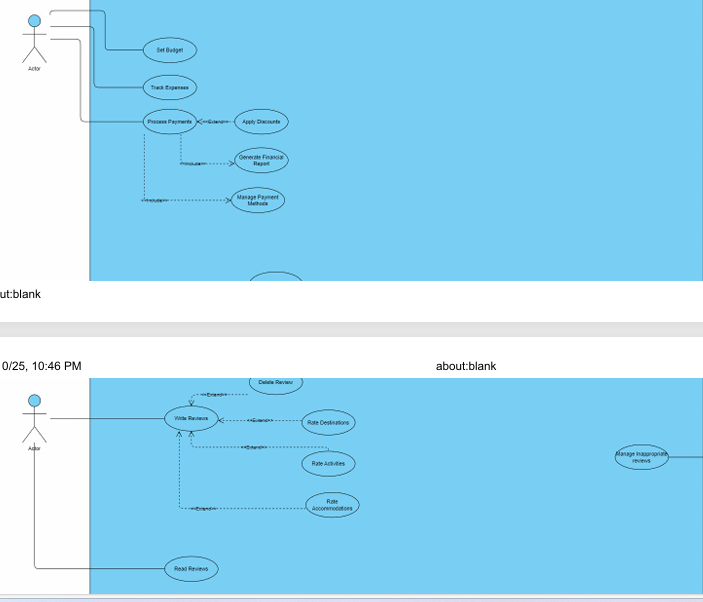 Actor
Set Budget
Track Expenses
Process Payments
<<Extend>>
Apply Discounts
<<Include>>
Generate Financial
Report
<<Include>>
Manage Payment
Methods
ut:blank
0/25, 10:46 PM
about:blank
Delete Review
<<Extend>>
Actor
Write Reviews
<<Extend>>
Rate Destinations
<<Extend>>
Rate Activities
Manage Inappropriate
reviews
<<Extend>>
Rate
Accommodations
Read Reviews